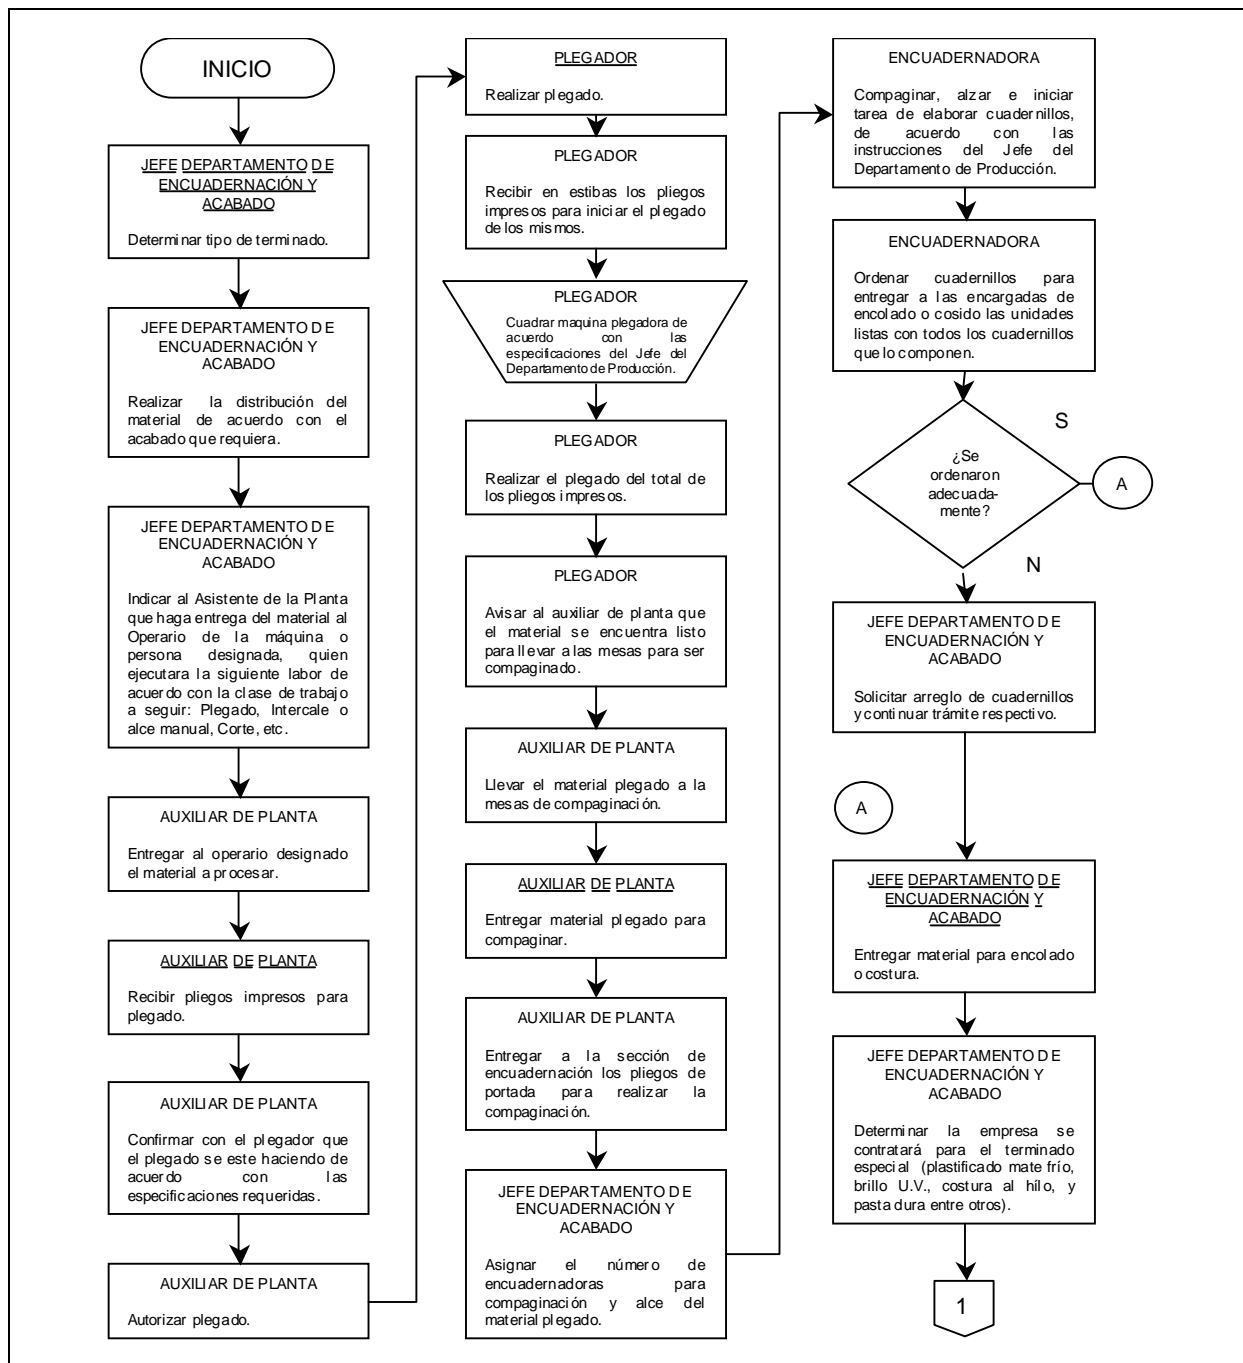 INICIO
JEFE DEPARTAMENTO DE
ENCUADERNACIÓN Y
ACABADO
Determinar tipo de terminado.
JEFE DEPARTAMENTO DE
ENCUADERNACIÓN Y
ACABADO
Realizar la distribución del
material de acuerdo con el
acabado que requiera.
JEFE DEPARTAMENTO DE
ENCUADERNACIÓN Y
ACABADO
Indicar al Asistente de la Planta
que haga entrega del material al
Operario de la máquina o
persona designada, quien
ejecutara la siguiente labor de
acuerdo con la clase de trabajo
a seguir: Plegado, Intercale o
alce manual, Corte, etc.
AUXILIAR DE PLANTA
Entregar al operario designado
el material a procesar.
AUXILIAR DE PLANTA
Recibir pliegos impresos para
plegado.
AUXILIAR DE PLANTA
Confirmar con el plegador que
el plegado se este haciendo de
acuerdo con las
especificaciones requeridas.
AUXILIAR DE PLANTA
Autorizar plegado.
PLEGADOR
Realizar plegado.
PLEGADOR
Recibir en estibas los pliegos
impresos para iniciar el plegado
de los mismos.
PLEGADOR
Cuadrar maquina plegadora de
acuerdo con las
especificaciones del Jefe del
Departamento de Producción.
PLEGADOR
Realizar el plegado del total de
los pliegos impresos.
PLEGADOR
Avisar al auxiliar de planta que
el material se encuentra listo
para llevar a las mesas para ser
compaginado.
AUXILIAR DE PLANTA
Llevar el material plegado a la
mesas de compaginación.
AUXILIAR DE PLANTA
Entregar material plegado para
compaginar.
AUXILIAR DE PLANTA
Entregar a la sección de
encuadernación los pliegos de
portada para realizar la
compaginación.
JEFE DEPARTAMENTO DE
ENCUADERNACIÓN Y
ACABADO
Asignar el número de
encuadernadoras para
compaginación y alce del
material plegado.
ENCUADERNADORA
Compaginar, alzar e iniciar
tarea de elaborar cuadernillos,
de acuerdo con las
instrucciones del Jefe del
Departamento de Producción.
ENCUADERNADORA
Ordenar cuadernillos para
entregar a las encargadas de
encolado o cosido las unidades
listas con todos los cuadernillos
que lo componen.
S
¿Se
ordenaron
adecuada-
mente?
A
N
JEFE DEPARTAMENTO DE
ENCUADERNACIÓN Y
ACABADO
Solicitar arreglo de cuadernillos
y continuar trámite respectivo.
A
JEFE DEPARTAMENTO DE
ENCUADERNACIÓN Y
ACABADO
Entregar material para encolado
o costura.
JEFE DEPARTAMENTO DE
ENCUADERNACIÓN Y
ACABADO
Determinar la empresa se
contratará para el terminado
especial (plastificado mate frío,
brillo U.V., costura al hílo, y
pasta dura entre otros).
1